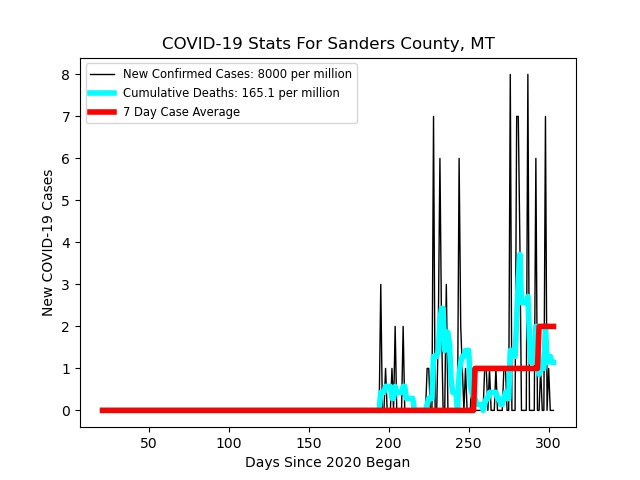 COVID-19 Stats For Sanders County, MT
New Confirmed Cases: 8000 per million
Cumulative Deaths: 165.1 per million
7 Day Case Average
New COVID-19 Cases
8
7
6
5
4
3
2
1
0
50 100 150 200 250 300
Days Since 2020 Began